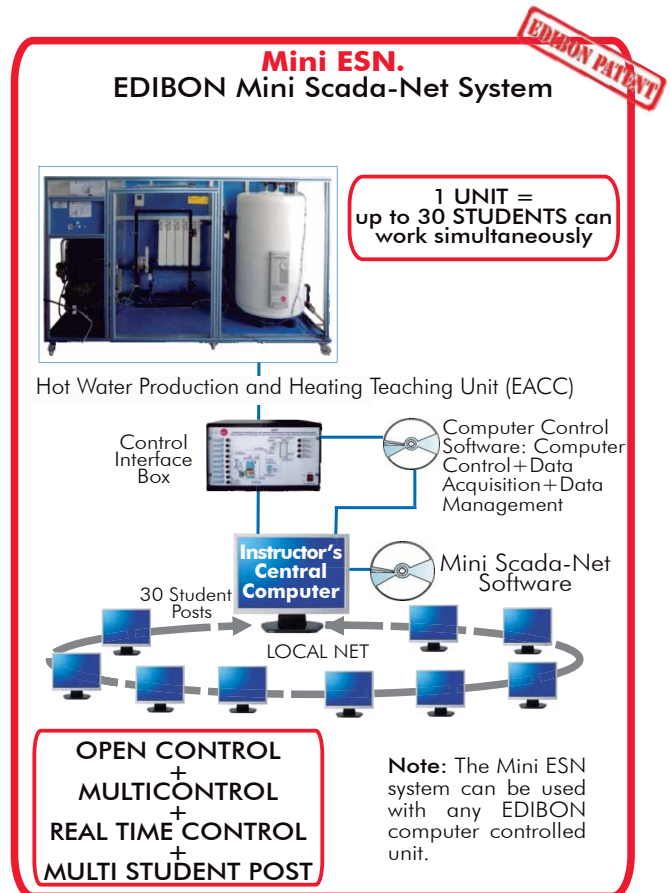 EDIBON PATENT
Mini ESN.
EDIBON Mini Scada-Net System
1 UNIT =
up to 30 STUDENTS can
work simultaneously
Hot Water Production and Heating Teaching Unit (EACC)
Control
Interface
Box
Computer Control
Software: Computer
Control+Data
Acquisition+Data
Management
Instructor's
Central
Computer
Mini Scada-Net
Software
30 Student
Posts
LOCAL NET
OPEN CONTROL
+
MULTICONTROL
+
REAL TIME CONTROL
+
MULTI STUDENT POST
Note: The Mini ESN
system can be used
with any EDIBON
computer controlled
unit.